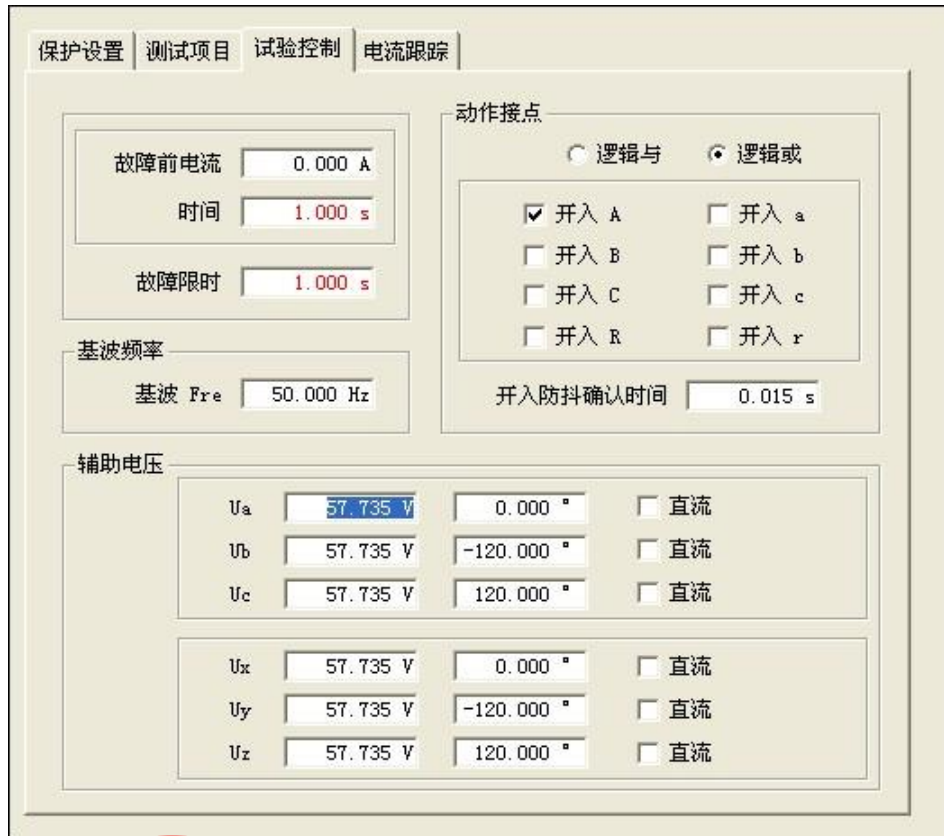 保护设置 测试项目 试验控制 电流跟踪
故障前电流 0.000 A
时间 1.000 s
故障限时 1.000 s
基波频率
基波 Fre 50.000 Hz
动作接点
逻辑与 逻辑或
开入 A 开入 a
开入 B 开入 b
开入 C 开入 c
开入 R 开入 r
开入防抖确认时间 0.015 s
辅助电压
Ua 57.735 V 0.000 ° 直流
Ub 57.735 V -120.000 ° 直流
Uc 57.735 V 120.000 ° 直流
Ux 57.735 V 0.000 ° 直流
Uy 57.735 V -120.000 ° 直流
Uz 57.735 V 120.000 ° 直流